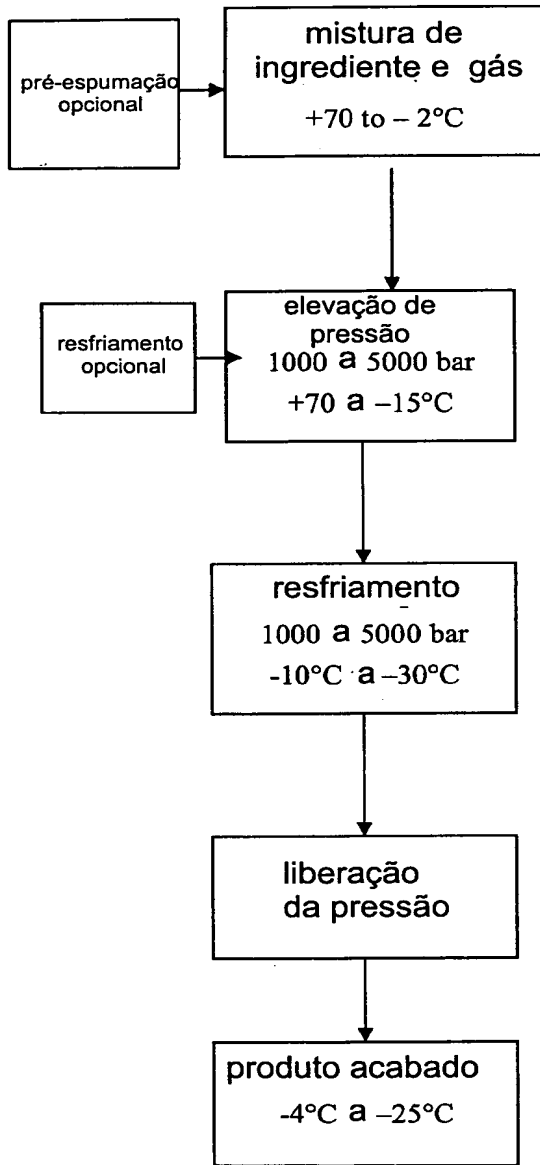 mistura de
ingrediente e gás
+70 to – 2°C
pré-espumação
opcional
elevação de
pressão
1000 a 5000 bar
+70 a –15°C
resfriamento
opcional
resfriamento
1000 a 5000 bar
-10°C a –30°C
liberação
da pressão
produto acabado
-4°C a –25°C